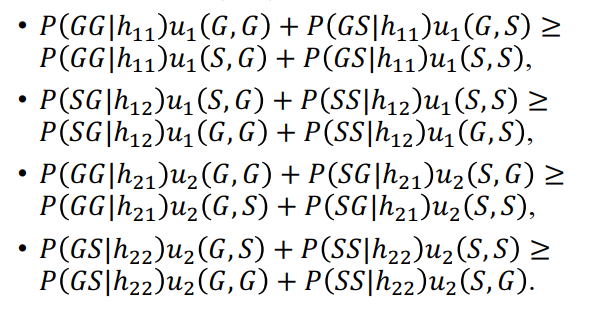 • P(GG|h₁₁)u₁(G, G) + P(GS|h₁₁)u₁(G, S) ≥
P(GG|h₁₁)u₁(S, G) + P(GS|h₁₁)u₁(S, S),
• P(SG|h₁₂)u₁(S, G) + P(SS|h₁₂)u₁(S, S) ≥
P(SG|h₁₂)u₁(G, G) + P(SS|h₁₂)u₁(G, S),
• P(GG|h₂₁)u₂(G, G) + P(SG|h₂₁)u₂(S, G) ≥
P(GG|h₂₁)u₂(G, S) + P(SG|h₂₁)u₂(S, S),
• P(GS|h₂₂)u₂(G, S) + P(SS|h₂₂)u₂(S, S) ≥
P(GS|h₂₂)u₂(G, G) + P(SS|h₂₂)u₂(S, G).